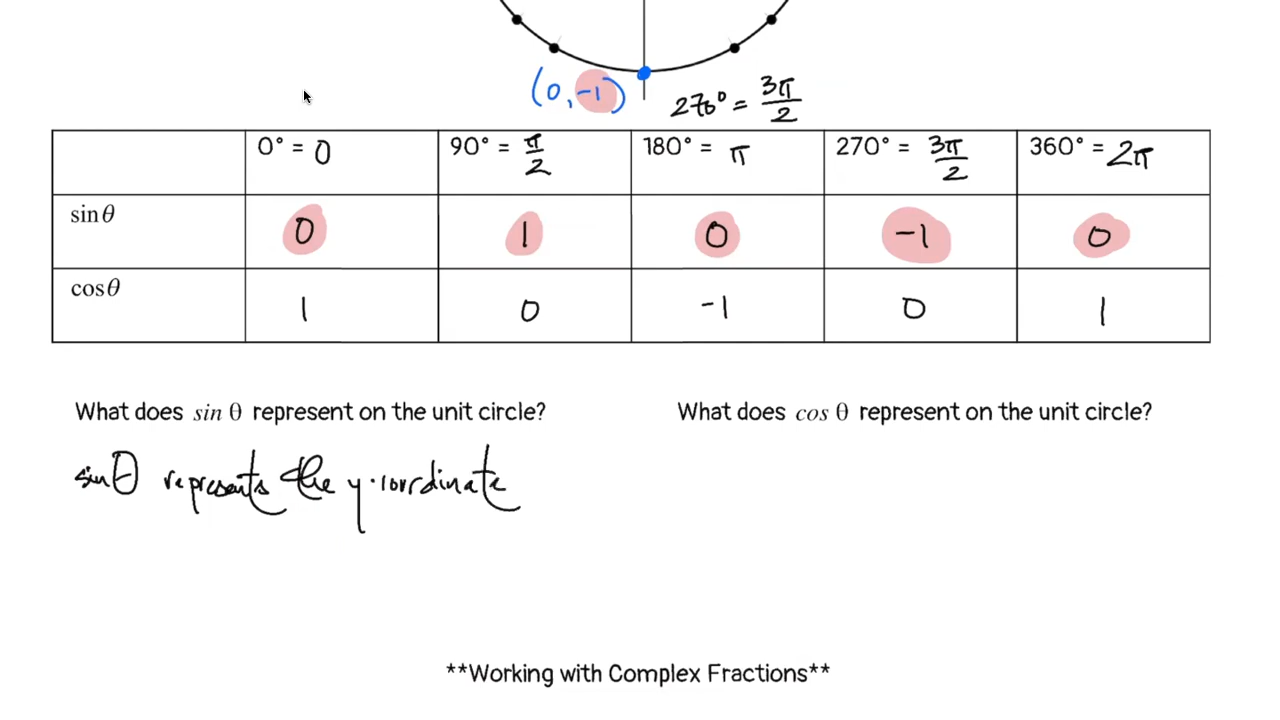 (0, -1) 270° = 3π/2
0° = 0 90° = π/2 180° = π 270° = 3π/2 360° = 2π
sinθ 0 1 0 -1 0
cosθ 1 0 -1 0 1
What does sin θ represent on the unit circle? What does cos θ represent on the unit circle?
sinθ represents the y-coordinate
**Working with Complex Fractions**